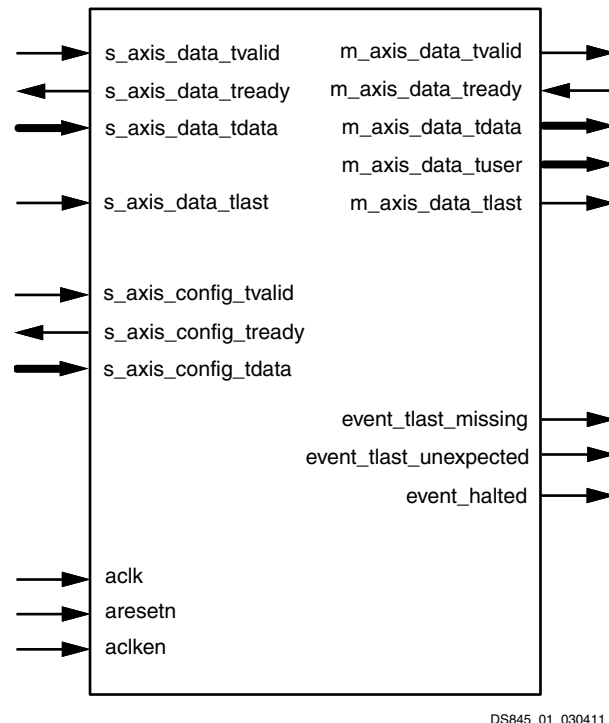 s_axis_data_tvalid
m_axis_data_tvalid
s_axis_data_tready
m_axis_data_tready
s_axis_data_tdata
m_axis_data_tdata
m_axis_data_tuser
s_axis_data_tlast
m_axis_data_tlast
s_axis_config_tvalid
s_axis_config_tready
s_axis_config_tdata
event_tlast_missing
event_tlast_unexpected
event_halted
aclk
aresetn
aclken
DS845_01_030411